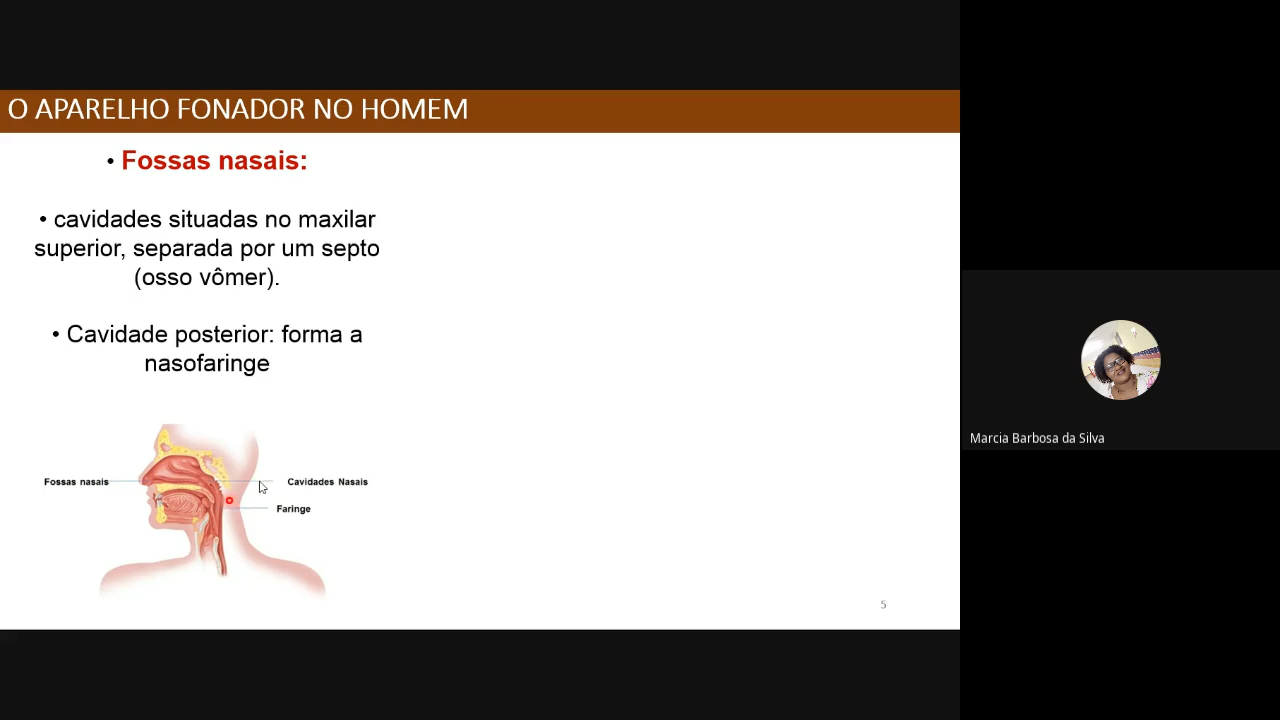 O APARELHO FONADOR NO HOMEM
• Fossas nasais:
• cavidades situadas no maxilar
superior, separada por um septo
(osso vômer).
• Cavidade posterior: forma a
nasofaringe
Fossas nasais
Cavidades Nasais
Faringe
5
Marcia Barbosa da Silva